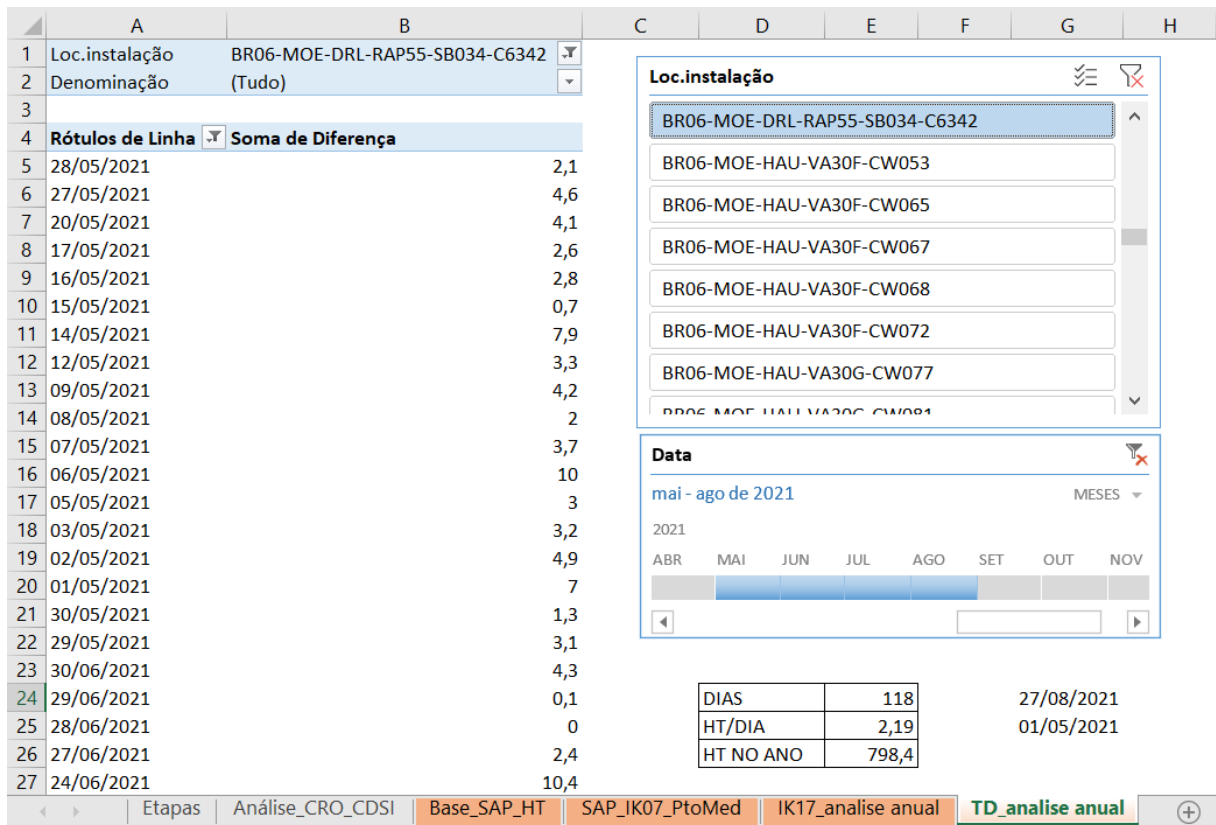 A B C D E F G H
1 Loc.instalação BR06-MOE-DRL-RAP55-SB034-C6342
2 Denominação (Tudo)
3
4 Rótulos de Linha Soma de Diferença
5 28/05/2021 2,1
6 27/05/2021 4,6
7 20/05/2021 4,1
8 17/05/2021 2,6
9 16/05/2021 2,8
10 15/05/2021 0,7
11 14/05/2021 7,9
12 12/05/2021 3,3
13 09/05/2021 4,2
14 08/05/2021 2
15 07/05/2021 3,7
16 06/05/2021 10
17 05/05/2021 3
18 03/05/2021 3,2
19 02/05/2021 4,9
20 01/05/2021 7
21 30/05/2021 1,3
22 29/05/2021 3,1
23 30/06/2021 4,3
24 29/06/2021 0,1
25 28/06/2021 0
26 27/06/2021 2,4
27 24/06/2021 10,4
Loc.instalação
BR06-MOE-DRL-RAP55-SB034-C6342
BR06-MOE-HAU-VA30F-CW053
BR06-MOE-HAU-VA30F-CW065
BR06-MOE-HAU-VA30F-CW067
BR06-MOE-HAU-VA30F-CW068
BR06-MOE-HAU-VA30F-CW072
BR06-MOE-HAU-VA30G-CW077
BR06-MOE-HAU-VA30G-CW081
Data
mai - ago de 2021 MESES
2021
ABR MAI JUN JUL AGO SET OUT NOV
DIAS 118 27/08/2021
HT/DIA 2,19 01/05/2021
HT NO ANO 798,4
Etapas Análise_CRO_CDSI Base_SAP_HT SAP_IK07_PtoMed IK17_analise anual TD_analise anual